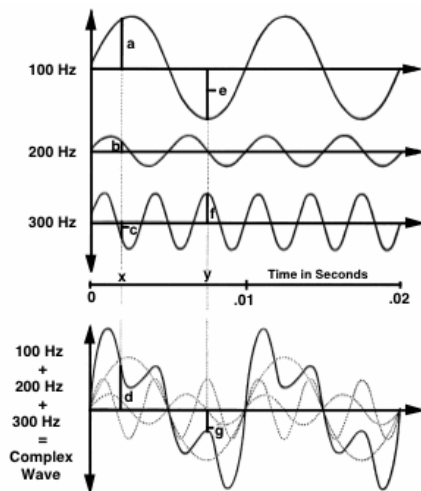 a
100 Hz
e
b
200 Hz
f
300 Hz
c
x
y
Time in Seconds
0
.01
.02
100 Hz
+
200 Hz
+
300 Hz
=
Complex
Wave
d
g